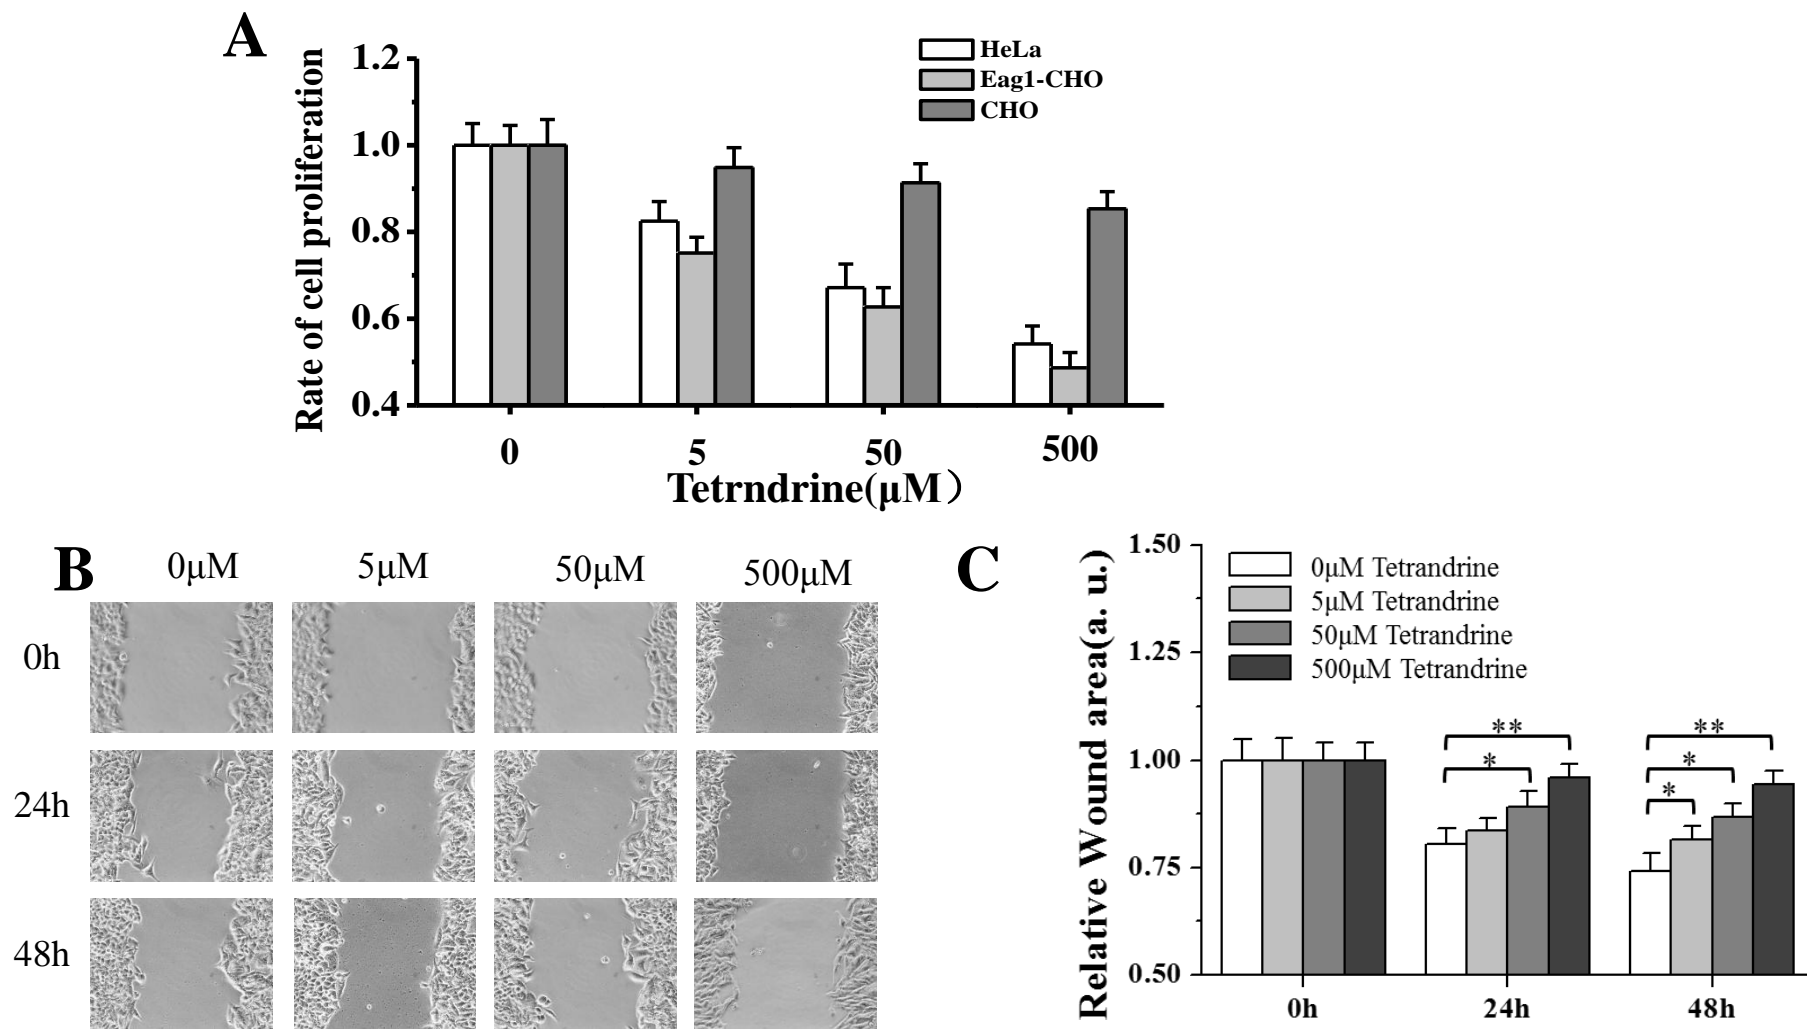 A
HeLa
Eag1-CHO
CHO
Rate of cell proliferation
1.2
1.0
0.8
0.6
0.4
0
5
50
500
Tetrndrine(μM）
B
0μM
5μM
50μM
500μM
0h
24h
48h
C
0μM Tetrandrine
5μM Tetrandrine
50μM Tetrandrine
500μM Tetrandrine
Relative Wound area(a. u.)
1.50
1.25
1.00
0.75
0.50
**
*
**
*
*
0h
24h
48h